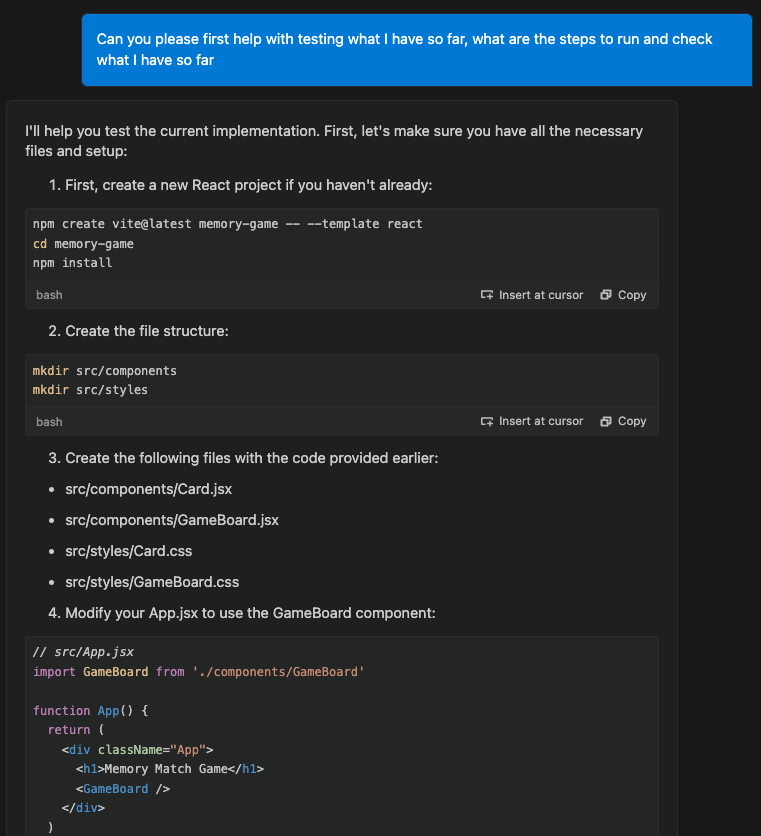 Can you please first help with testing what I have so far, what are the steps to run and check
what I have so far
I'll help you test the current implementation. First, let's make sure you have all the necessary
files and setup:
1. First, create a new React project if you haven't already:
npm create vite@latest memory-game -- --template react
cd memory-game
npm install
bash Insert at cursor Copy
2. Create the file structure:
mkdir src/components
mkdir src/styles
bash Insert at cursor Copy
3. Create the following files with the code provided earlier:
• src/components/Card.jsx
• src/components/GameBoard.jsx
• src/styles/Card.css
• src/styles/GameBoard.css
4. Modify your App.jsx to use the GameBoard component:
// src/App.jsx
import GameBoard from './components/GameBoard'
function App() {
return (
<div className="App">
<h1>Memory Match Game</h1>
<GameBoard />
</div>
)